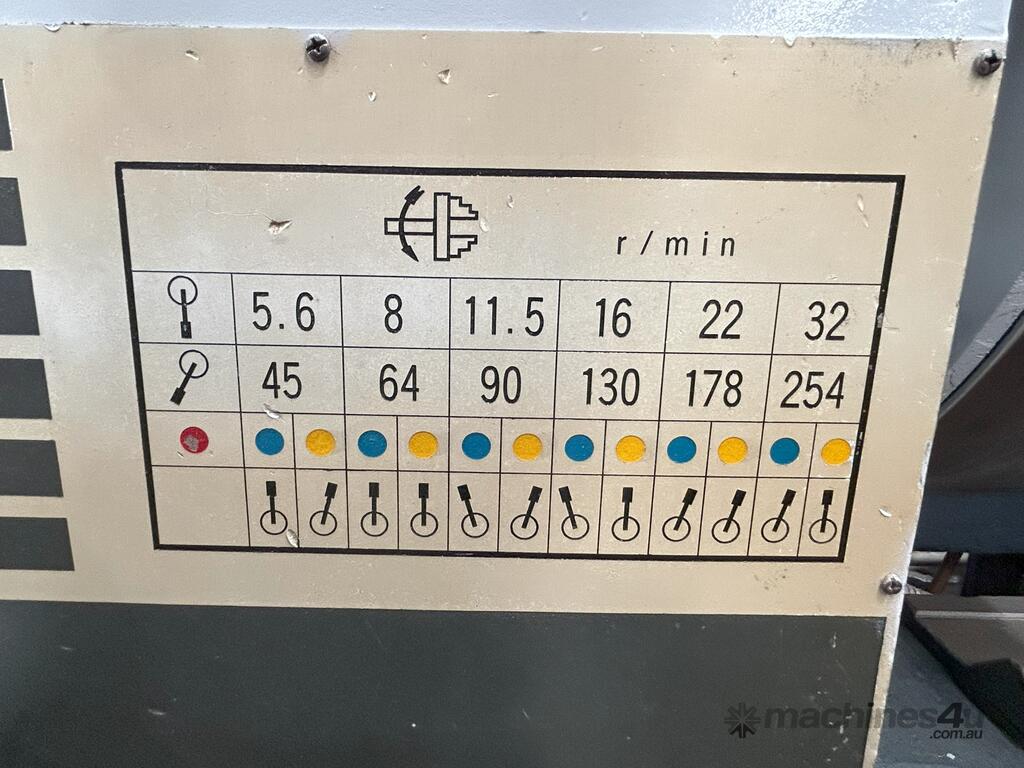 r/min
5.6 8 11.5 16 22 32
45 64 90 130 178 254
machines4u
.com.au